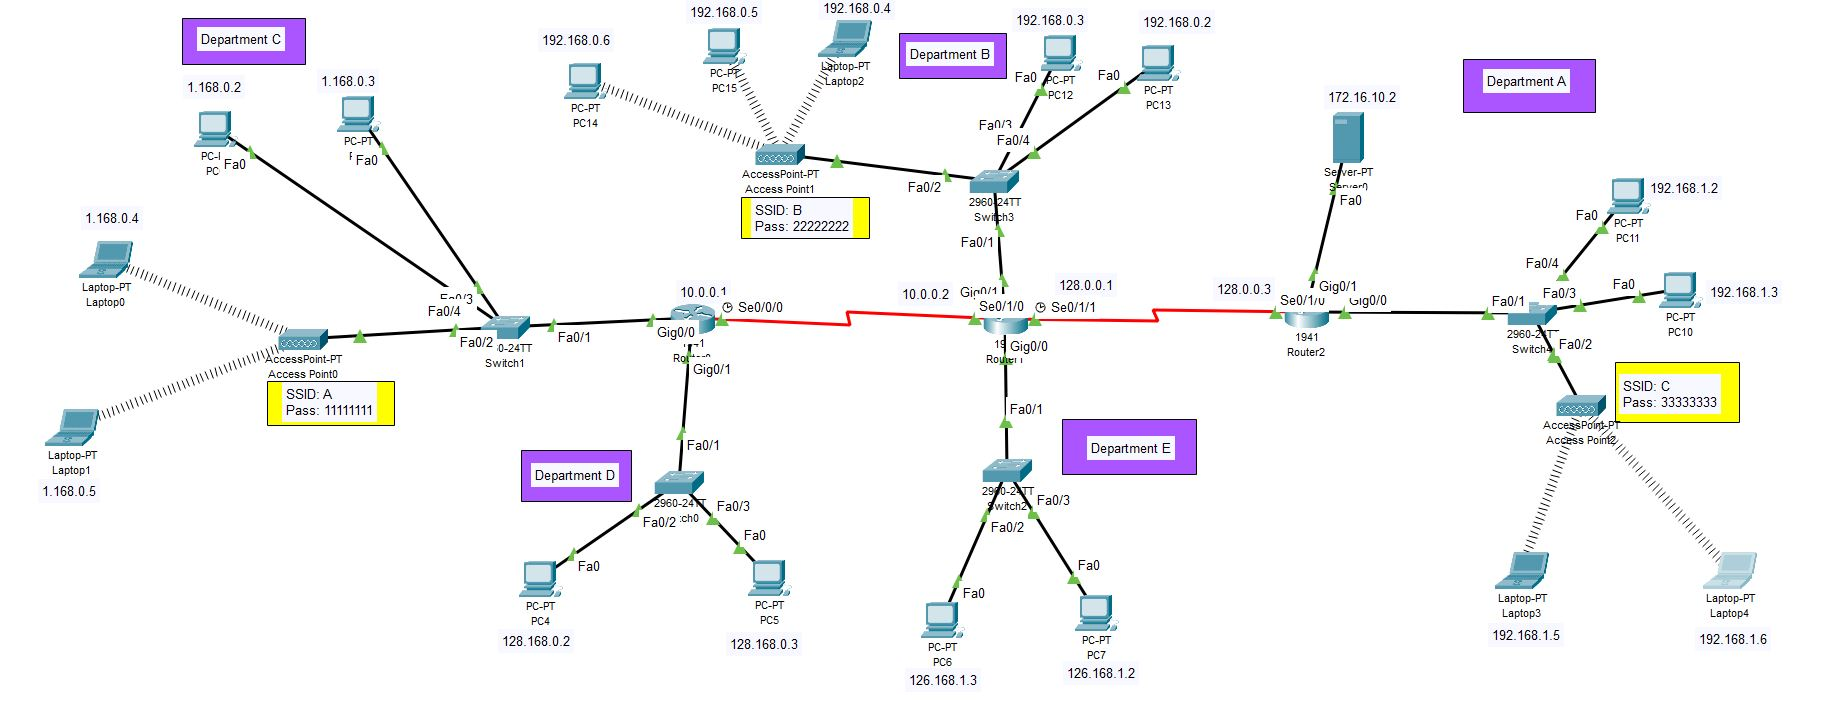 Department C
1.168.0.2
1.168.0.3
Fa0
Fa0
1.168.0.4
Laptop-PT
Laptop0
Fa0/4
Fa0/2
Fa0/1
Switch1
AccessPoint-PT
Access Point0
SSID: A
Pass: 11111111
Laptop-PT
Laptop1
1.168.0.5
192.168.0.6
PC-PT
PC14
192.168.0.5
PC15
192.168.0.4
Laptop-PT
Laptop2
AccessPoint-PT
Access Point1
SSID: B
Pass: 22222222
Department B
192.168.0.3
Fa0
PC-PT
PC12
192.168.0.2
Fa0
PC-PT
PC13
Fa0/3
Fa0/4
Fa0/2
2960-24TT
Switch3
Fa0/1
Gig0/1
10.0.0.1
Se0/0/0
Gig0/0
Gig0/1
10.0.0.2
Se0/1/0
128.0.0.1
Se0/1/1
Gig0/0
Fa0/1
Department D
Fa0/2
Fa0/3
Fa0
PC-PT
PC4
128.168.0.2
Fa0
PC-PT
PC5
128.168.0.3
Fa0/1
Department E
2960-24TT
Switch2
Fa0/2
Fa0/3
Fa0
PC-PT
PC6
126.168.1.3
Fa0
PC-PT
PC7
126.168.1.2
Department A
172.16.10.2
Server-PT
Fa0
Gig0/1
128.0.0.3
Se0/1/0
Gig0/0
1941
Router2
192.168.1.2
Fa0
PC-PT
PC11
Fa0/4
Fa0/3
Fa0
192.168.1.3
PC-PT
PC10
Fa0/1
Fa0/2
SSID: C
Pass: 33333333
AccessPoint-PT
Access Point2
Laptop-PT
Laptop3
192.168.1.5
Laptop-PT
Laptop4
192.168.1.6